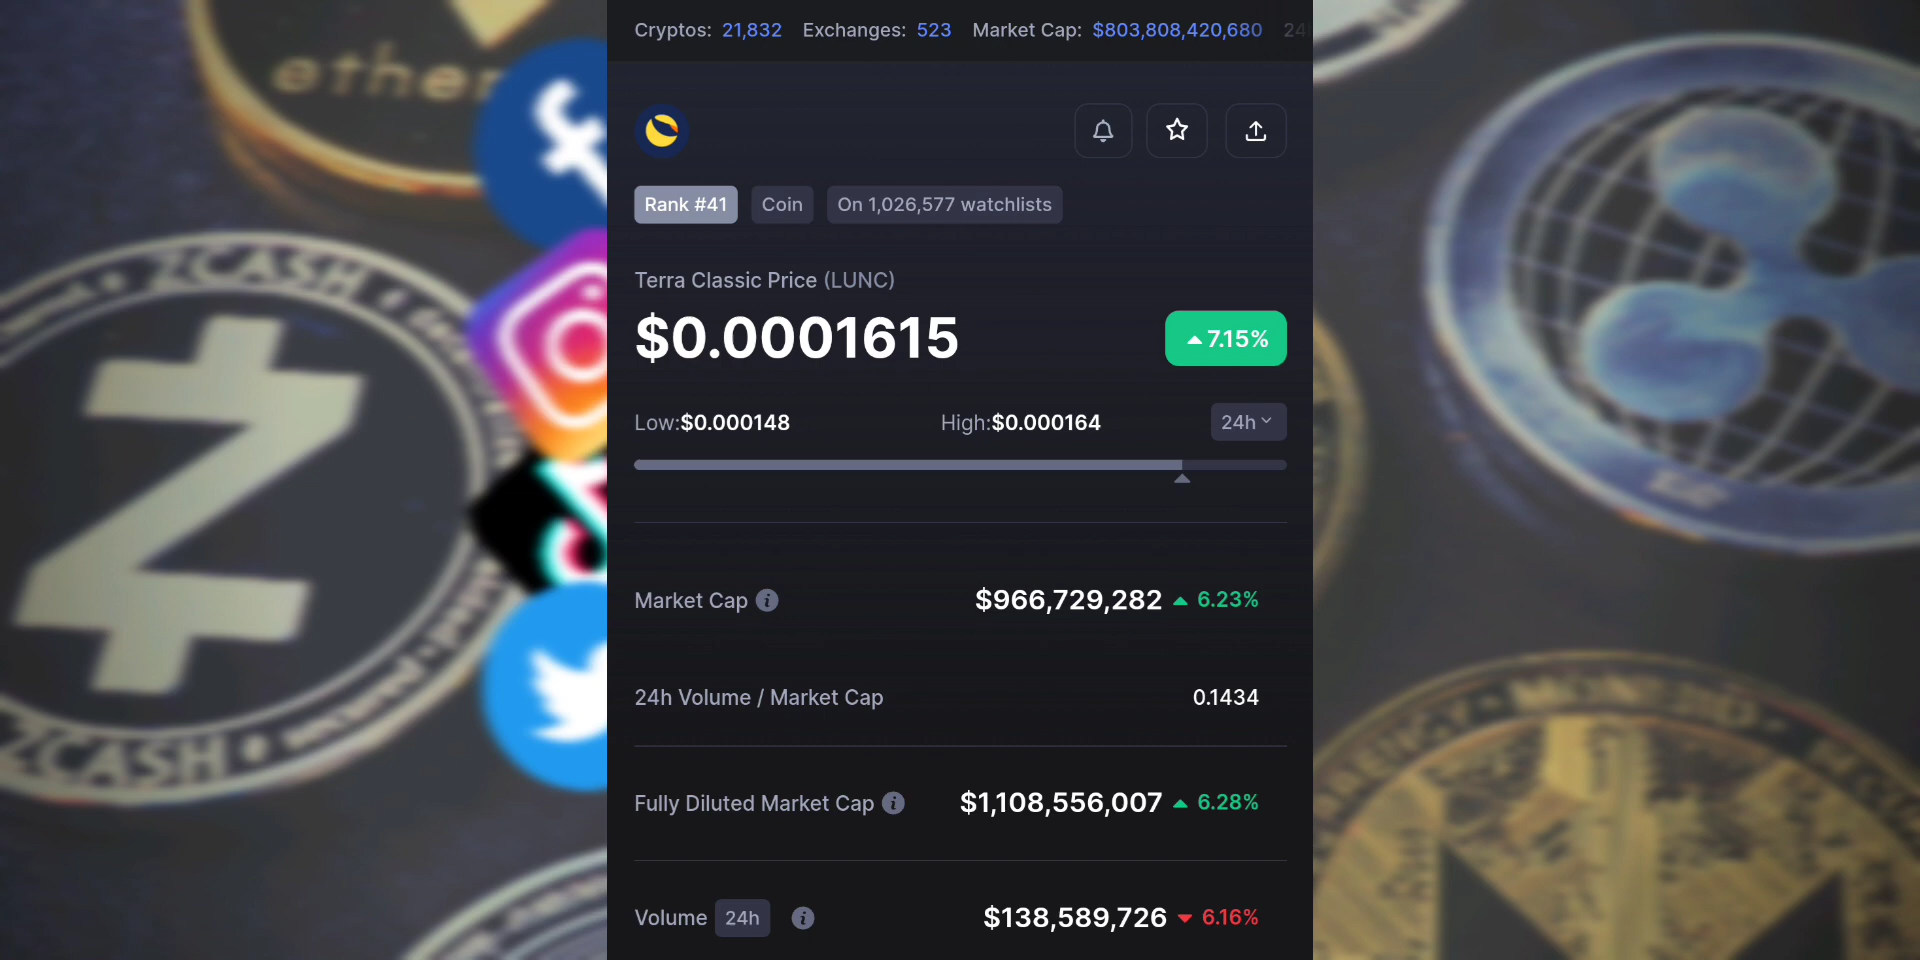 Cryptos: 21,832 Exchanges: 523 Market Cap: $803,808,420,680 24
Rank #41 Coin On 1,026,577 watchlists
Terra Classic Price (LUNC)
$0.0001615 7.15%
Low:$0.000148 High:$0.000164 24h
Market Cap $966,729,282 6.23%
24h Volume / Market Cap 0.1434
Fully Diluted Market Cap $1,108,556,007 6.28%
Volume 24h $138,589,726 6.16%
ether
ZCASH
ZCASH